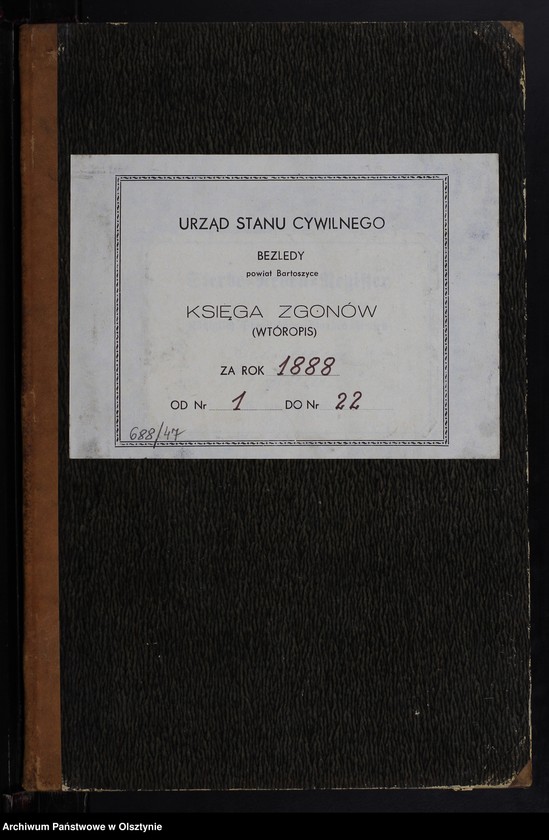 URZĄD STANU CYWILNEGO
BEZLEDY
powiat Bartoszyce
KSIĘGA ZGONÓW
(WTÓROPIS)
ZA ROK 1888
OD Nr 1 DO Nr 22
688/47
Archiwum Państwowe w Olsztynie